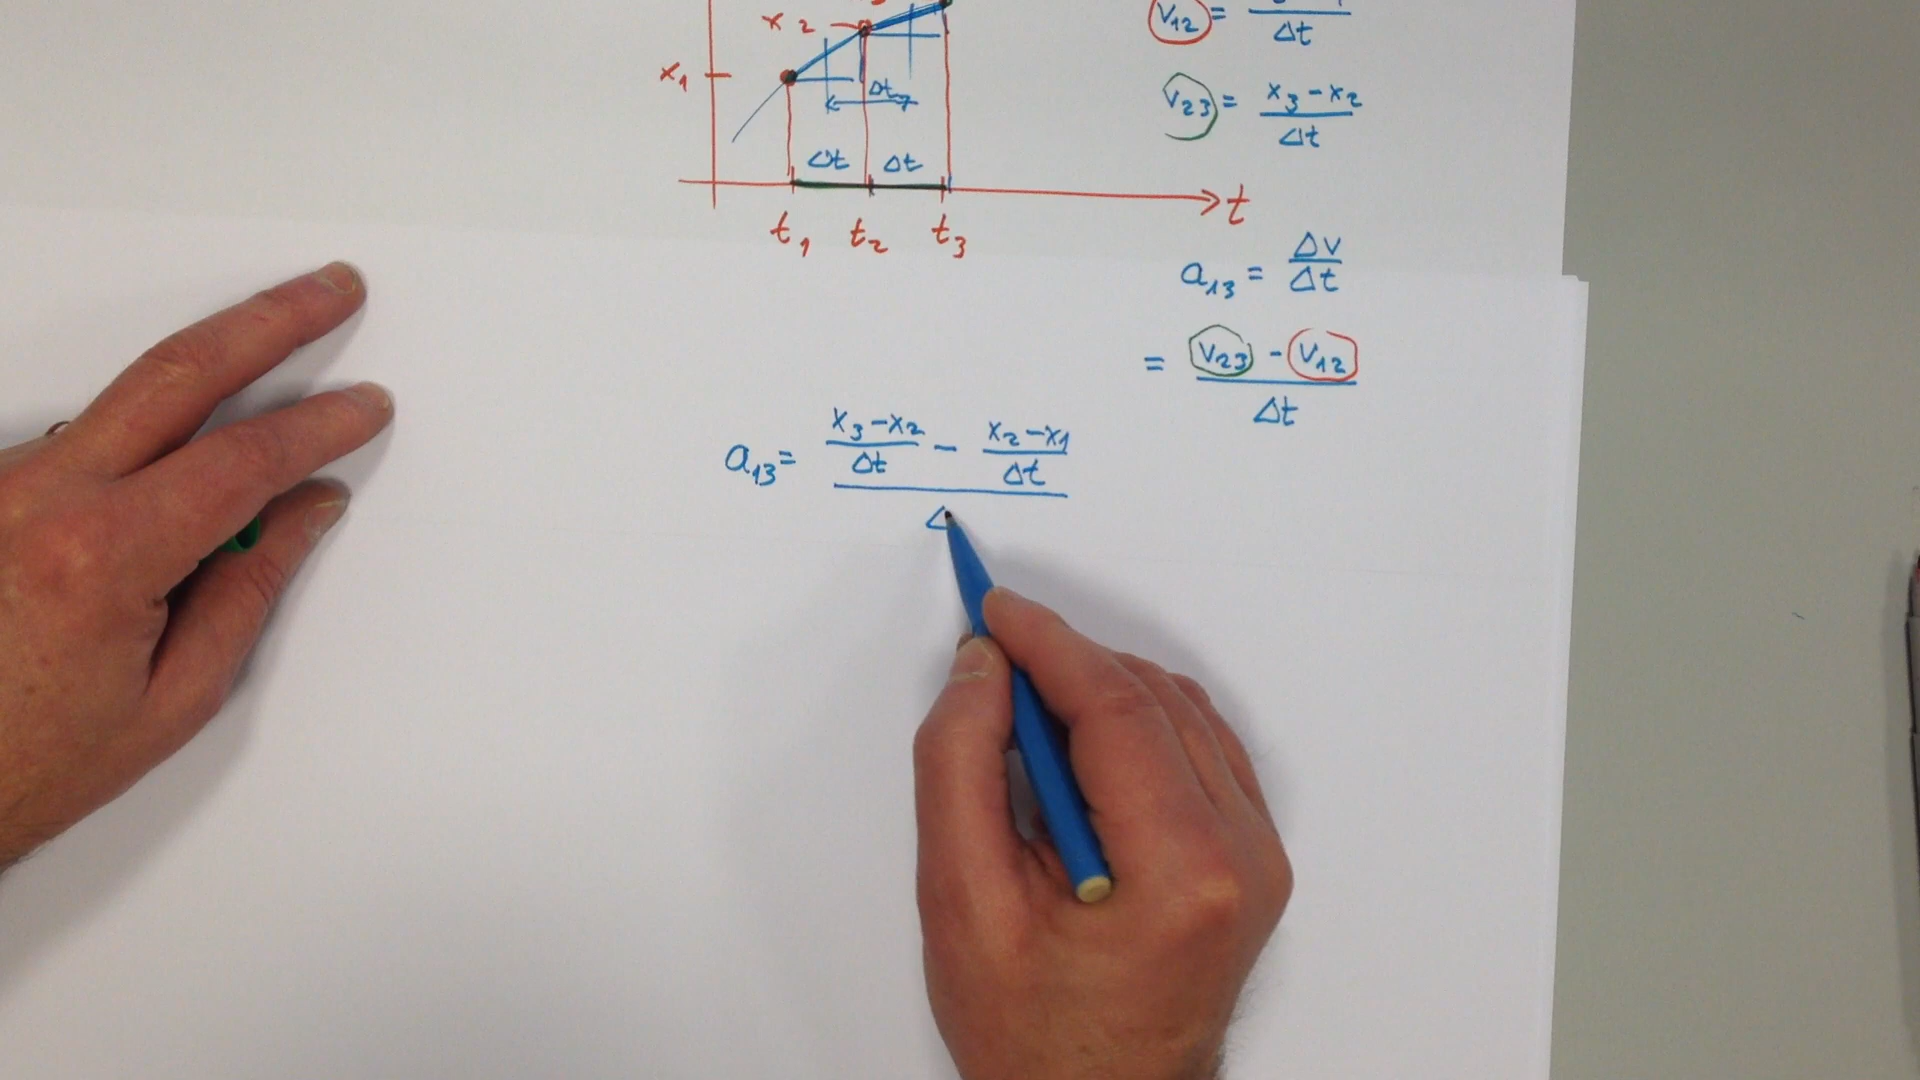 x₂
v₁₂ = / Δt
x₁
Δt
v₂₃ = (x₃ - x₂) / Δt
Δt Δt
t
t₁ t₂ t₃
a₁₃ = Δv / Δt
= (v₂₃ - v₁₂) / Δt
a₁₃ = ((x₃ - x₂) / Δt - (x₂ - x₁) / Δt) / Δ